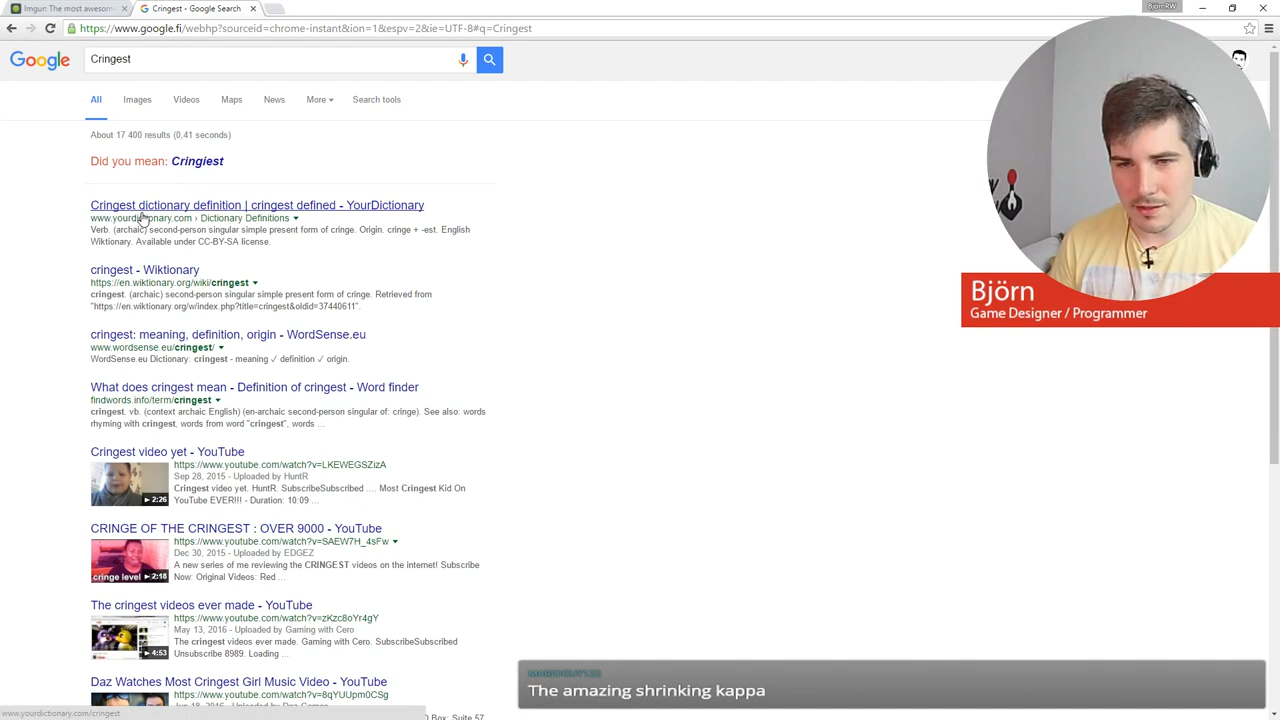 Imgur: The most awesom
Cringest - Google Search
BjörnRW
https://www.google.fi/webhp?sourceid=chrome-instant&ion=1&espv=2&ie=UTF-8#q=Cringest
Google
Cringest
All
Images
Videos
Maps
News
More
Search tools
About 17 400 results (0,41 seconds)
Did you mean: Cringiest
Cringest dictionary definition | cringest defined - YourDictionary
www.yourdictionary.com › Dictionary Definitions
Verb. (archaic) second-person singular simple present form of cringe. Origin. cringe + -est. English
Wiktionary. Available under CC-BY-SA license.
cringest - Wiktionary
https://en.wiktionary.org/wiki/cringest
cringest. (archaic) second-person singular simple present form of cringe. Retrieved from
"https://en.wiktionary.org/w/index.php?title=cringest&oldid=37440611".
cringest: meaning, definition, origin - WordSense.eu
www.wordsense.eu/cringest/
WordSense.eu Dictionary: cringest - meaning ✓ definition ✓ origin.
What does cringest mean - Definition of cringest - Word finder
findwords.info/term/cringest
cringest. vb. (context archaic English) (en-archaic second-person singular of: cringe). See also: words
rhyming with cringest, words from word "cringest", words ...
Cringest video yet - YouTube
https://www.youtube.com/watch?v=LKEWEGSZizA
Sep 28, 2015 - Uploaded by HuntR
Cringest video yet. HuntR. SubscribeSubscribed .... Most Cringest Kid On
YouTube EVER!!! - Duration: 10:09 ...
2:26
CRINGE OF THE CRINGEST : OVER 9000 - YouTube
https://www.youtube.com/watch?v=SAEW7H_4sFw
Dec 30, 2015 - Uploaded by EDGEZ
A new series of me reviewing the CRINGEST videos on the internet! Subscribe
Now: Original Videos: Red ...
cringe level
2:18
The cringest videos ever made - YouTube
https://www.youtube.com/watch?v=zKzc8oYr4gY
May 13, 2016 - Uploaded by Gaming with Cero
The cringest videos ever made. Gaming with Cero. SubscribeSubscribed
Unsubscribe 8989. Loading ...
4:53
Daz Watches Most Cringest Girl Music Video - YouTube
https://www.youtube.com/watch?v=8qYUUpm0CSg
www.yourdictionary.com/cringest
Björn
Game Designer / Programmer
The amazing shrinking kappa